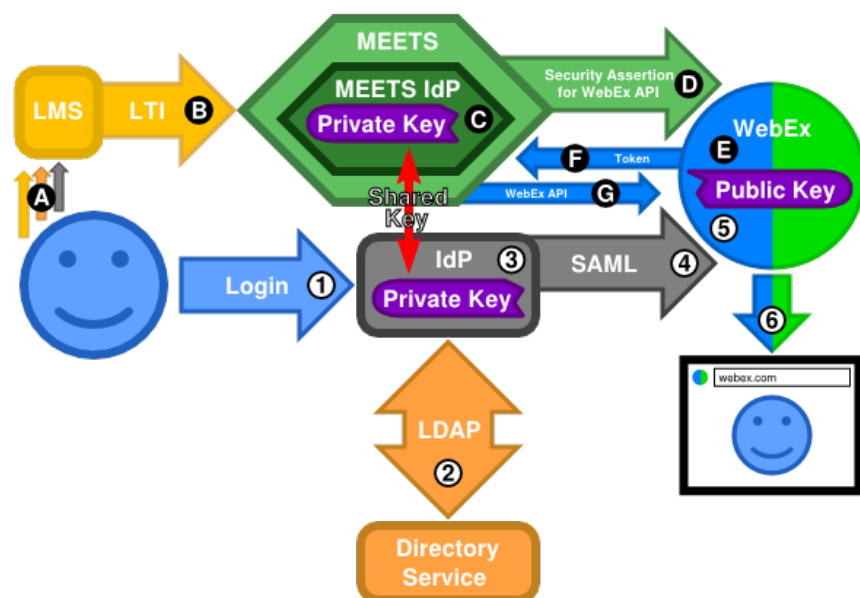 MEETS
LMS
LTI
B
MEETS IdP
Private Key
C
Security Assertion
for WebEx API
D
WebEx
E
F
Token
Public Key
A
Shared
Key
WebEx API
G
5
Login
1
IdP
3
Private Key
SAML
4
6
webex.com
LDAP
2
Directory
Service